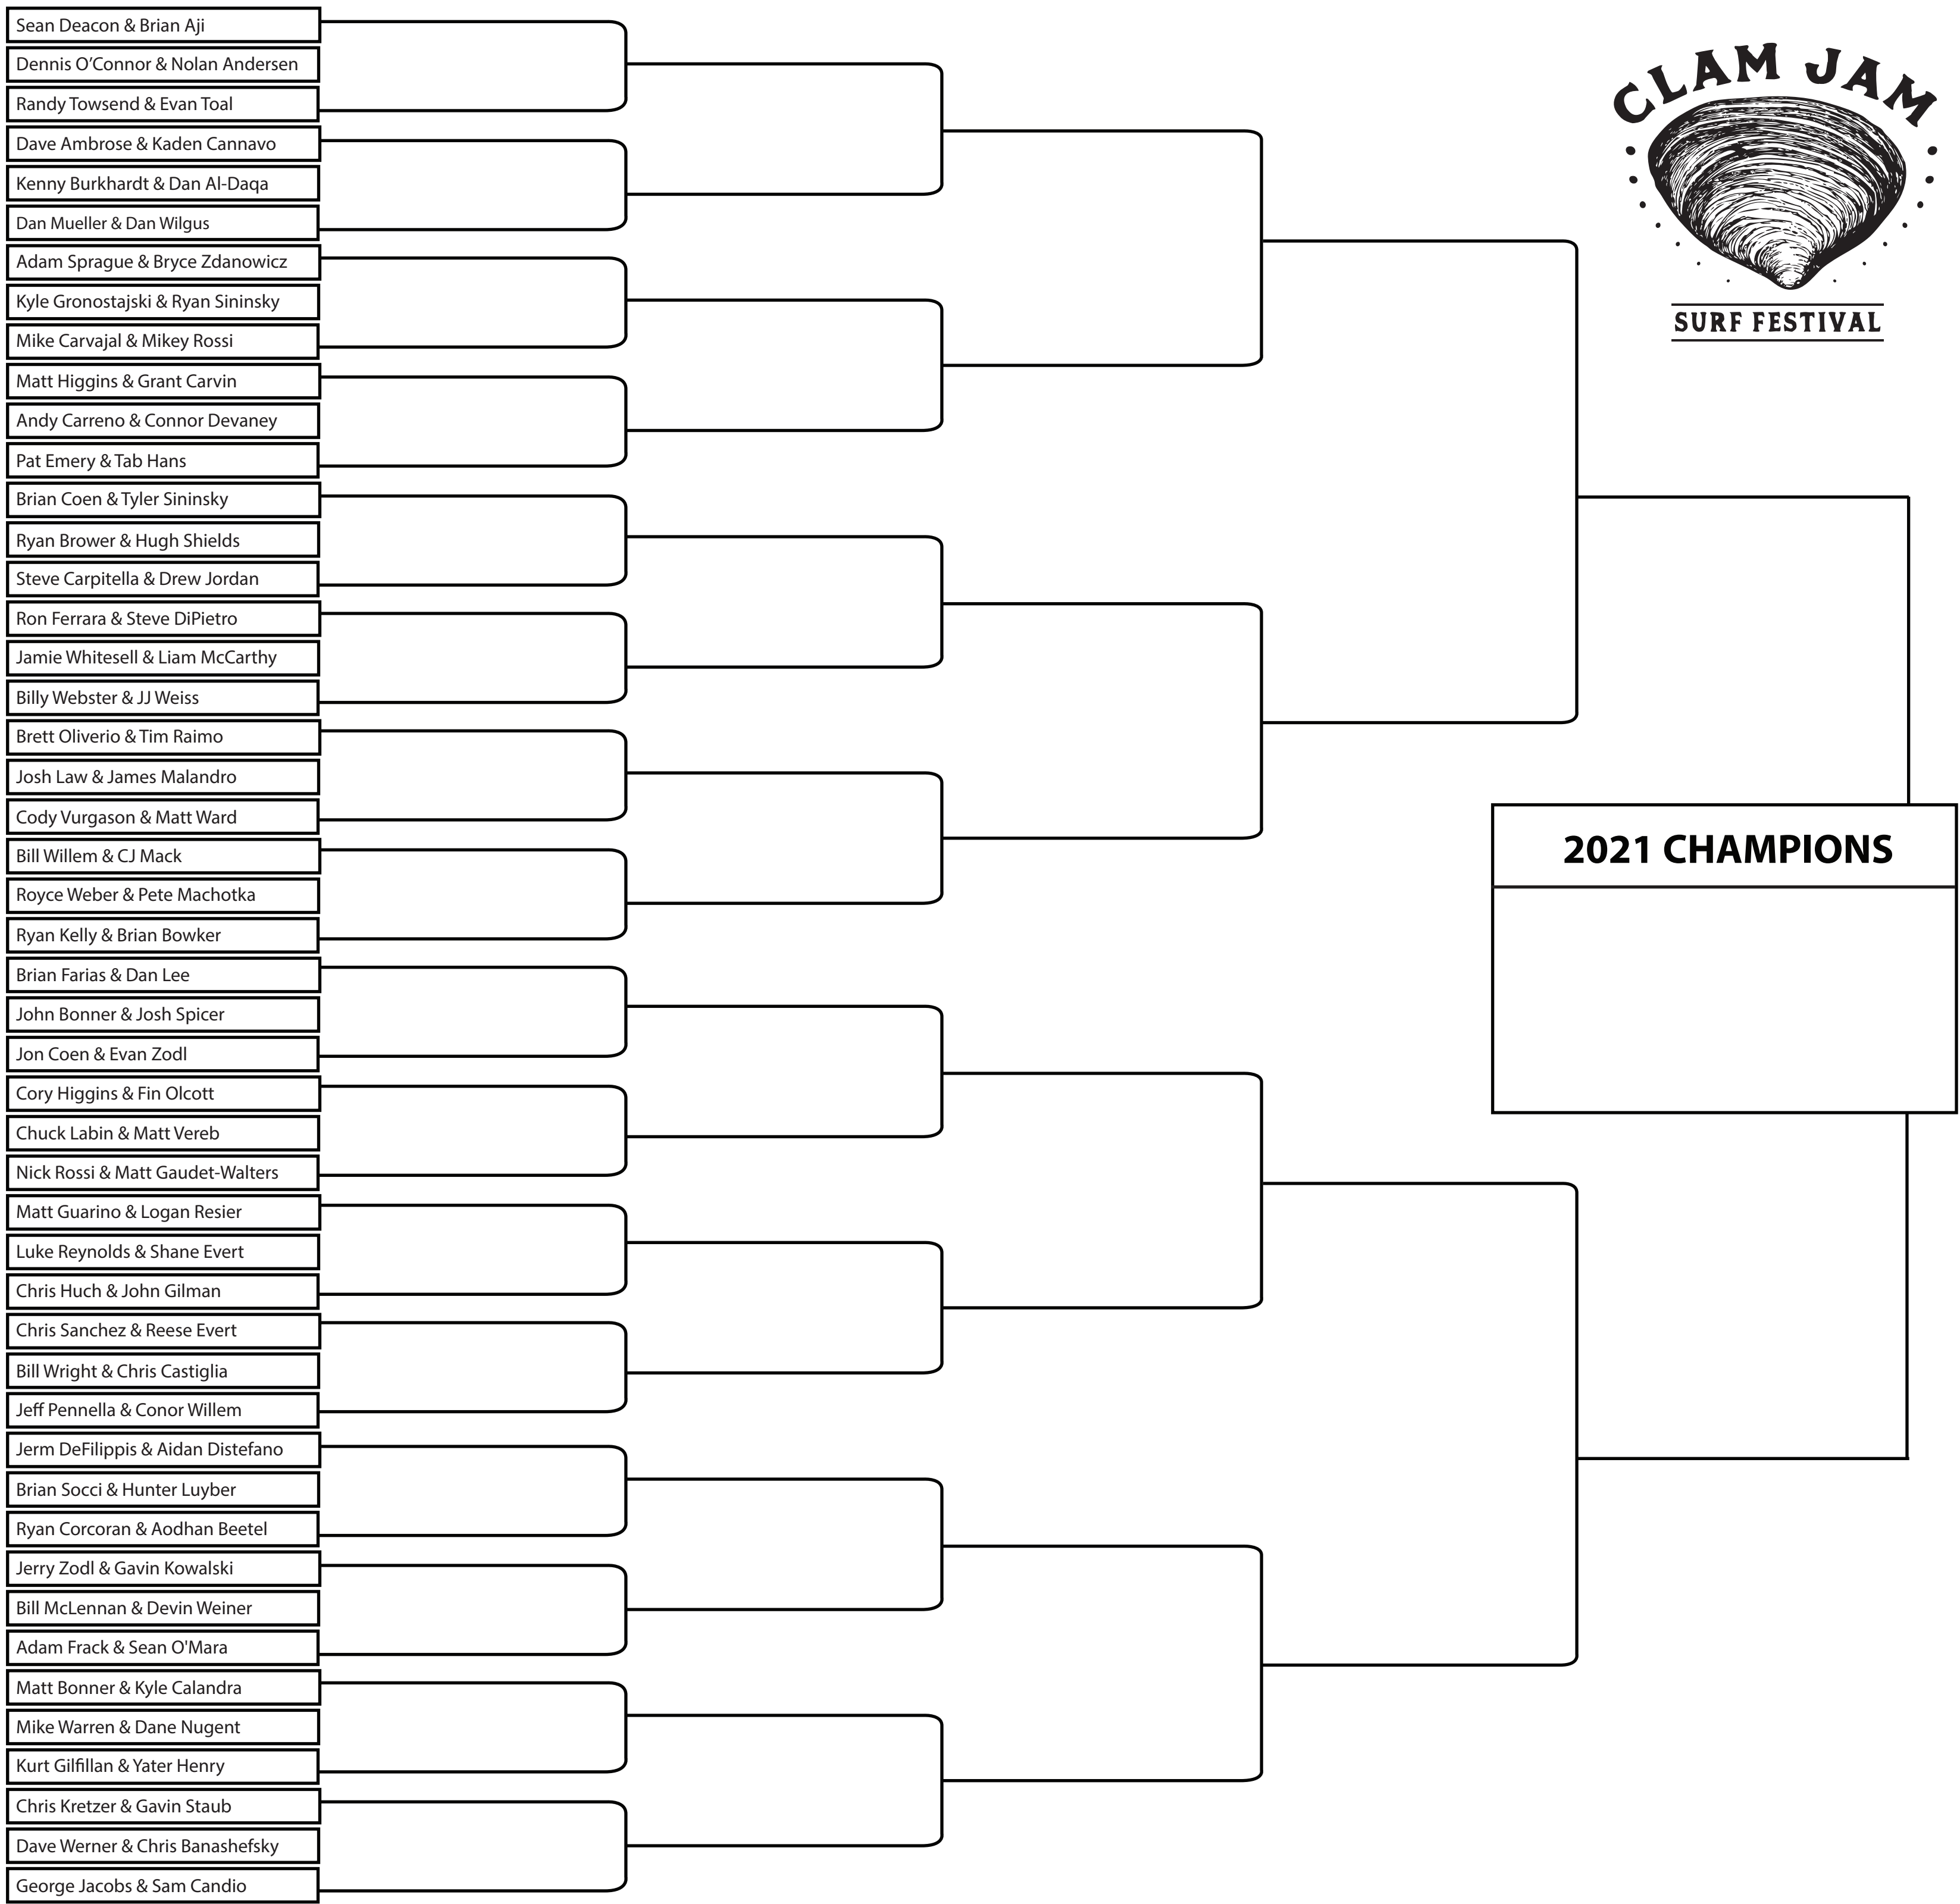 Sean Deacon & Brian Aji
Dennis O’Connor & Nolan Andersen
Randy Towsend & Evan Toal
Dave Ambrose & Kaden Cannavo
Kenny Burkhardt & Dan Al-Daqa
Dan Mueller & Dan Wilgus
Adam Sprague & Bryce Zdanowicz
Kyle Gronostajski & Ryan Sininsky
Mike Carvajal & Mikey Rossi
Matt Higgins & Grant Carvin
Andy Carreno & Connor Devaney
Pat Emery & Tab Hans
Brian Coen & Tyler Sininsky
Ryan Brower & Hugh Shields
Steve Carpitella & Drew Jordan
Ron Ferrara & Steve DiPietro
Jamie Whitesell & Liam McCarthy
Billy Webster & JJ Weiss
Brett Oliverio & Tim Raimo
Josh Law & James Malandro
Cody Vurgason & Matt Ward
Bill Willem & CJ Mack
Royce Weber & Pete Machotka
Ryan Kelly & Brian Bowker
Brian Farias & Dan Lee
John Bonner & Josh Spicer
Jon Coen & Evan Zodl
Cory Higgins & Fin Olcott
Chuck Labin & Matt Vereb
Nick Rossi & Matt Gaudet-Walters
Matt Guarino & Logan Resier
Luke Reynolds & Shane Evert
Chris Huch & John Gilman
Chris Sanchez & Reese Evert
Bill Wright & Chris Castiglia
Jeff Pennella & Conor Willem
Jerm DeFilippis & Aidan Distefano
Brian Socci & Hunter Luyber
Ryan Corcoran & Aodhan Beetel
Jerry Zodl & Gavin Kowalski
Bill McLennan & Devin Weiner
Adam Frack & Sean O'Mara
Matt Bonner & Kyle Calandra
Mike Warren & Dane Nugent
Kurt Gilfillan & Yater Henry
Chris Kretzer & Gavin Staub
Dave Werner & Chris Banashefsky
George Jacobs & Sam Candio
CLAM JAM
SURF FESTIVAL
2021 CHAMPIONS